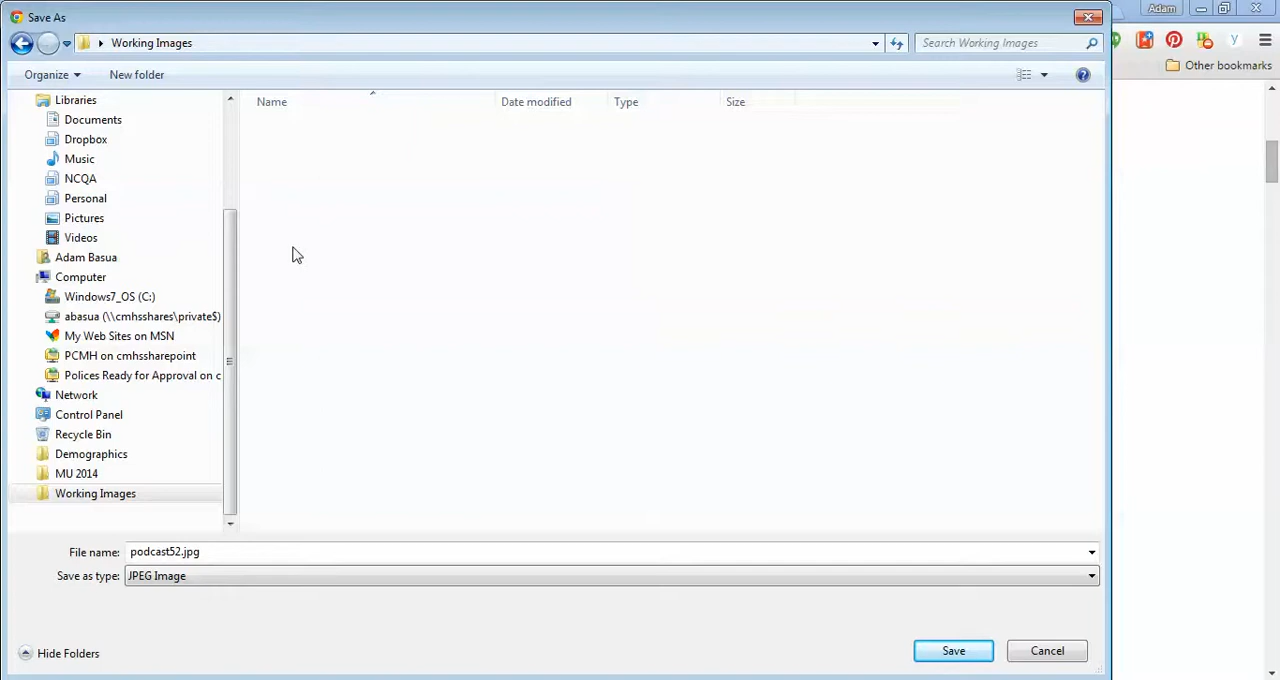 Save As
Adam
Working Images
Search Working Images
Organize
New folder
Other bookmarks
Libraries
Name
Date modified
Type
Size
Documents
Dropbox
Music
NCQA
Personal
Pictures
Videos
Adam Basua
Computer
Windows7_OS (C:)
abasua (\\cmhsshares\private$)
My Web Sites on MSN
PCMH on cmhssharepoint
Polices Ready for Approval on c
Network
Control Panel
Recycle Bin
Demographics
MU 2014
Working Images
File name: podcast52.jpg
Save as type: JPEG Image
Hide Folders
Save
Cancel